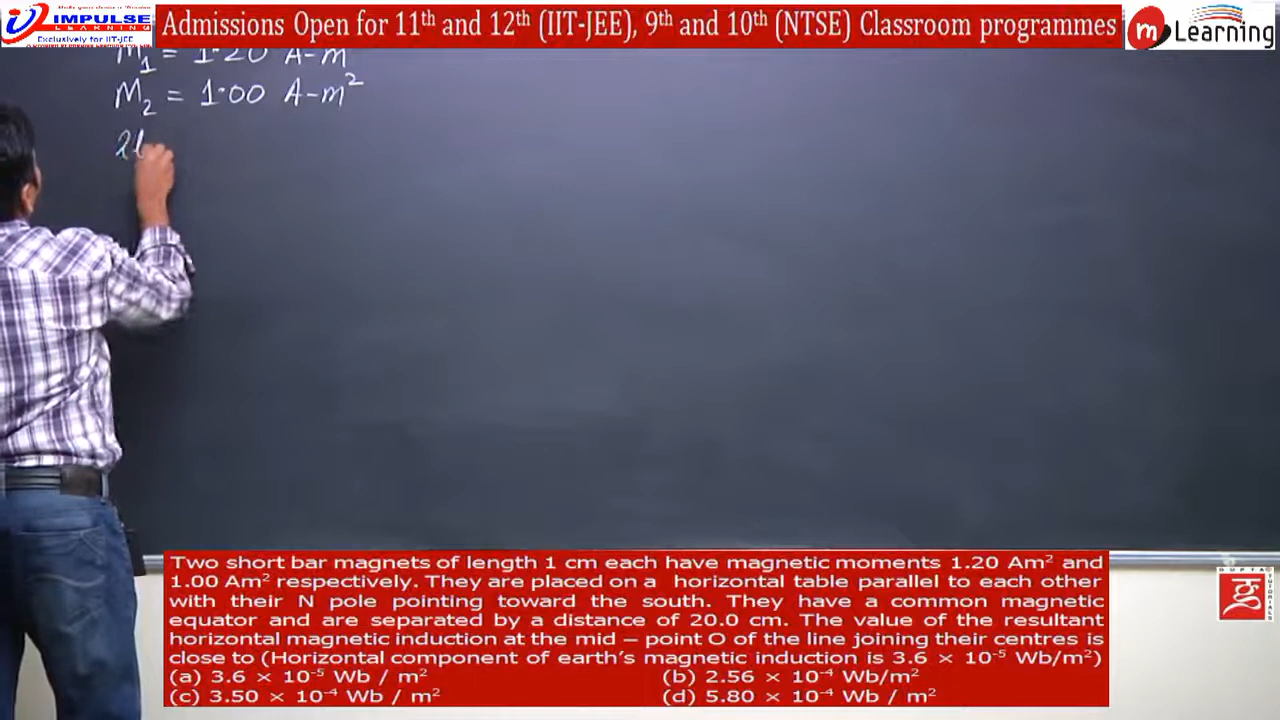 Admissions Open for 11th and 12th (IIT-JEE), 9th and 10th (NTSE) Classroom programmes
IMPULSE
LEARNING
Exclusively for IIT-JEE
m Learning
M1 = 1.20 A-m
M2 = 1.00 A-m²
2l
Two short bar magnets of length 1 cm each have magnetic moments 1.20 Am² and
1.00 Am² respectively. They are placed on a horizontal table parallel to each other
with their N pole pointing toward the south. They have a common magnetic
equator and are separated by a distance of 20.0 cm. The value of the resultant
horizontal magnetic induction at the mid – point O of the line joining their centres is
close to (Horizontal component of earth's magnetic induction is 3.6 × 10⁻⁵ Wb/m²)
(a) 3.6 × 10⁻⁵ Wb / m² (b) 2.56 × 10⁻⁴ Wb/m²
(c) 3.50 × 10⁻⁴ Wb / m² (d) 5.80 × 10⁻⁴ Wb / m²
GUPTA
TUTORIALS